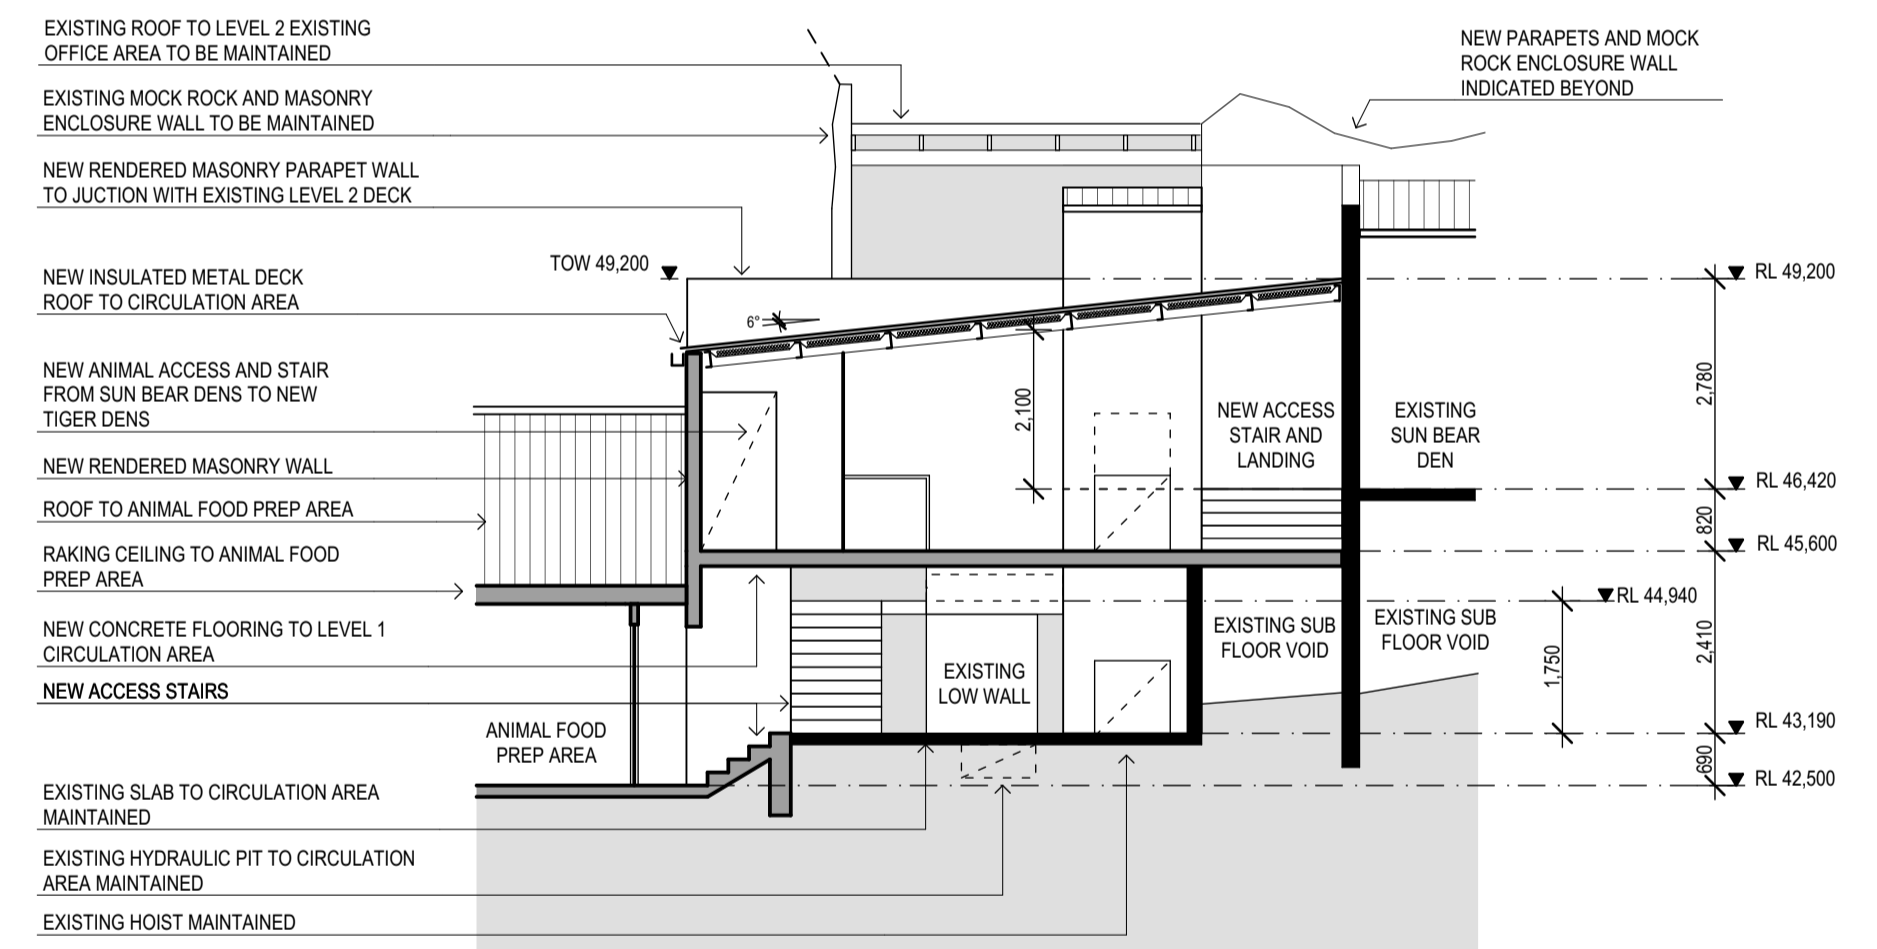 EXISTING ROOF TO LEVEL 2 EXISTING
OFFICE AREA TO BE MAINTAINED
EXISTING MOCK ROCK AND MASONRY
ENCLOSURE WALL TO BE MAINTAINED
NEW RENDERED MASONRY PARAPET WALL
TO JUCTION WITH EXISTING LEVEL 2 DECK
NEW INSULATED METAL DECK
ROOF TO CIRCULATION AREA
NEW ANIMAL ACCESS AND STAIR
FROM SUN BEAR DENS TO NEW
TIGER DENS
NEW RENDERED MASONRY WALL
ROOF TO ANIMAL FOOD PREP AREA
RAKING CEILING TO ANIMAL FOOD
PREP AREA
NEW CONCRETE FLOORING TO LEVEL 1
CIRCULATION AREA
NEW ACCESS STAIRS
EXISTING SLAB TO CIRCULATION AREA
MAINTAINED
EXISTING HYDRAULIC PIT TO CIRCULATION
AREA MAINTAINED
EXISTING HOIST MAINTAINED
NEW PARAPETS AND MOCK
ROCK ENCLOSURE WALL
INDICATED BEYOND
TOW 49,200
6°
2,100
NEW ACCESS
STAIR AND
LANDING
EXISTING
SUN BEAR
DEN
EXISTING SUB
FLOOR VOID
EXISTING SUB
FLOOR VOID
EXISTING
LOW WALL
ANIMAL FOOD
PREP AREA
RL 49,200
2,780
RL 46,420
820
RL 45,600
RL 44,940
2,410
1,750
RL 43,190
690
RL 42,500